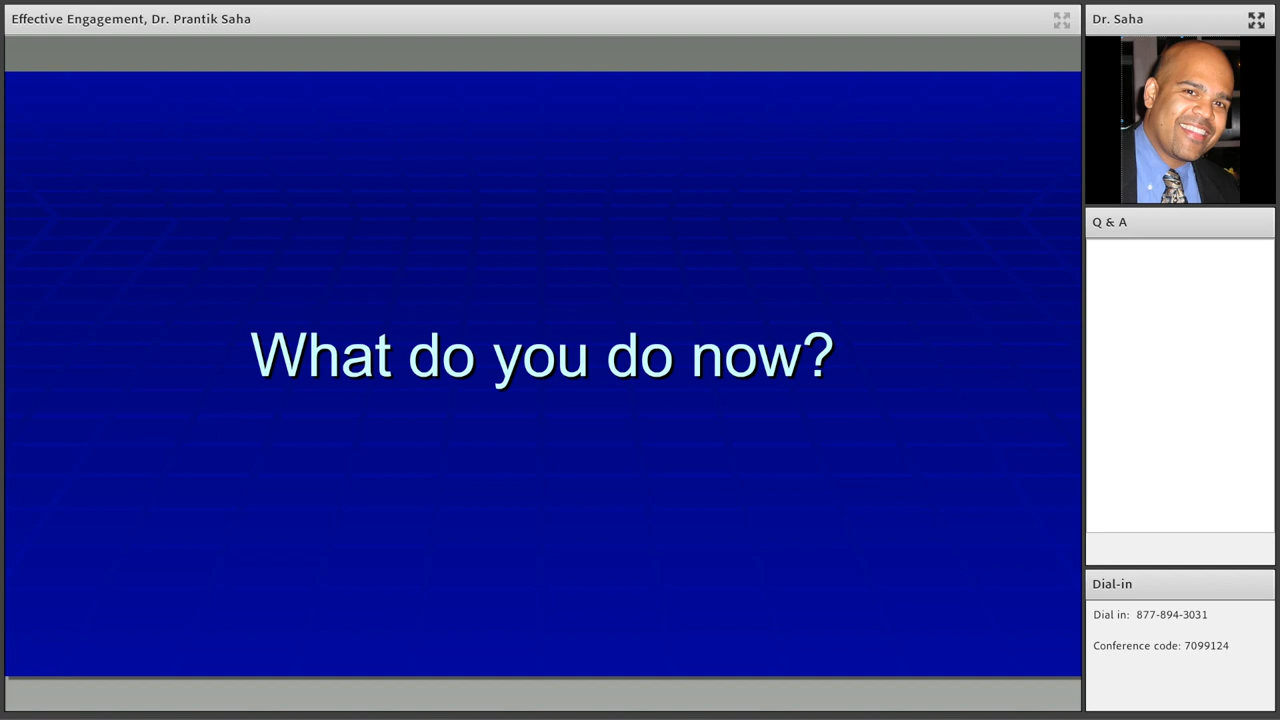 Effective Engagement, Dr. Prantik Saha
What do you do now?
Dr. Saha
Q & A
Dial-in
Dial in: 877-894-3031
Conference code: 7099124